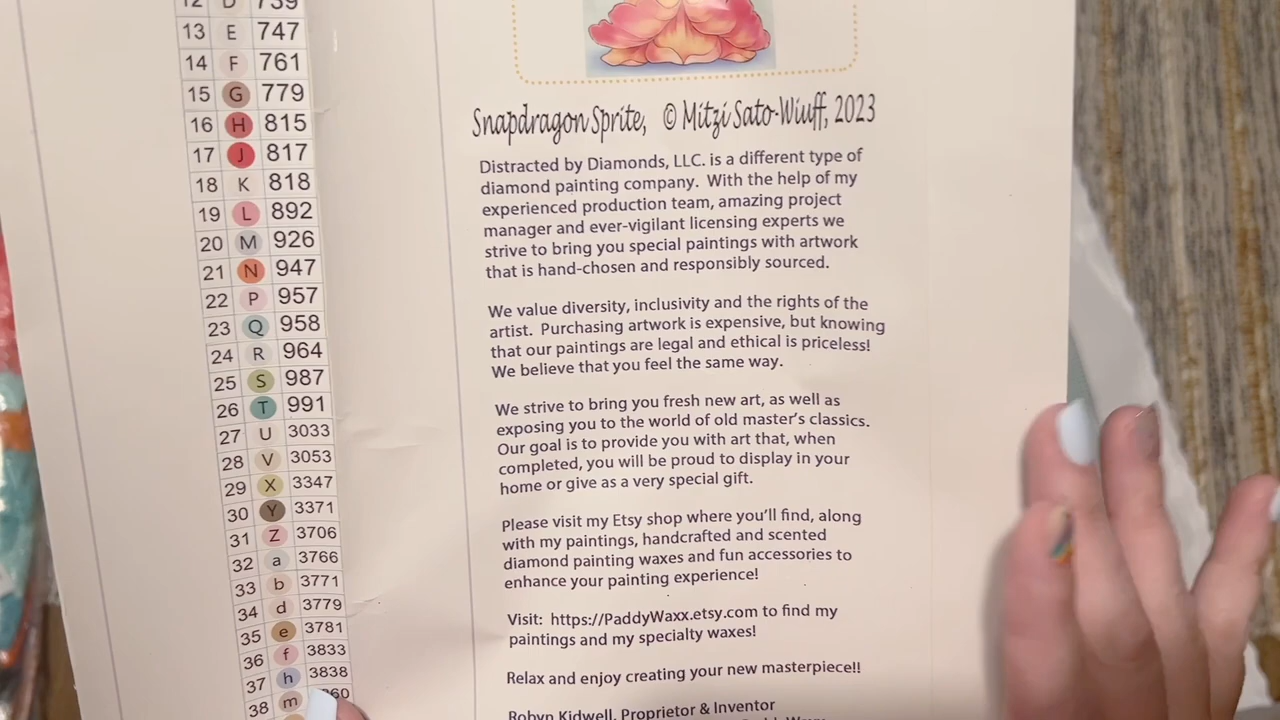 12 D 739
13 E 747
14 F 761
15 G 779
16 H 815
17 J 817
18 K 818
19 L 892
20 M 926
21 N 947
22 P 957
23 Q 958
24 R 964
25 S 987
26 T 991
27 U 3033
28 V 3053
29 X 3347
30 Y 3371
31 Z 3706
32 a 3766
33 b 3771
34 d 3779
35 e 3781
36 f 3833
37 h 3838
38 m
Snapdragon Sprite, © Mitzi Sato-Wiuff, 2023
Distracted by Diamonds, LLC. is a different type of
diamond painting company. With the help of my
experienced production team, amazing project
manager and ever-vigilant licensing experts we
strive to bring you special paintings with artwork
that is hand-chosen and responsibly sourced.
We value diversity, inclusivity and the rights of the
artist. Purchasing artwork is expensive, but knowing
that our paintings are legal and ethical is priceless!
We believe that you feel the same way.
We strive to bring you fresh new art, as well as
exposing you to the world of old master's classics.
Our goal is to provide you with art that, when
completed, you will be proud to display in your
home or give as a very special gift.
Please visit my Etsy shop where you'll find, along
with my paintings, handcrafted and scented
diamond painting waxes and fun accessories to
enhance your painting experience!
Visit: https://PaddyWaxx.etsy.com to find my
paintings and my specialty waxes!
Relax and enjoy creating your new masterpiece!!
Robyn Kidwell, Proprietor & Inventor